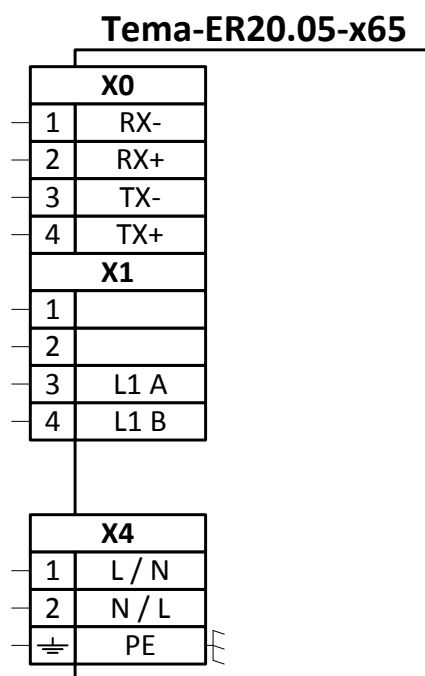 Tema-ER20.05-x65
X0
1 RX-
2 RX+
3 TX-
4 TX+
X1
1
2
3 L1 A
4 L1 B
X4
1 L / N
2 N / L
PE